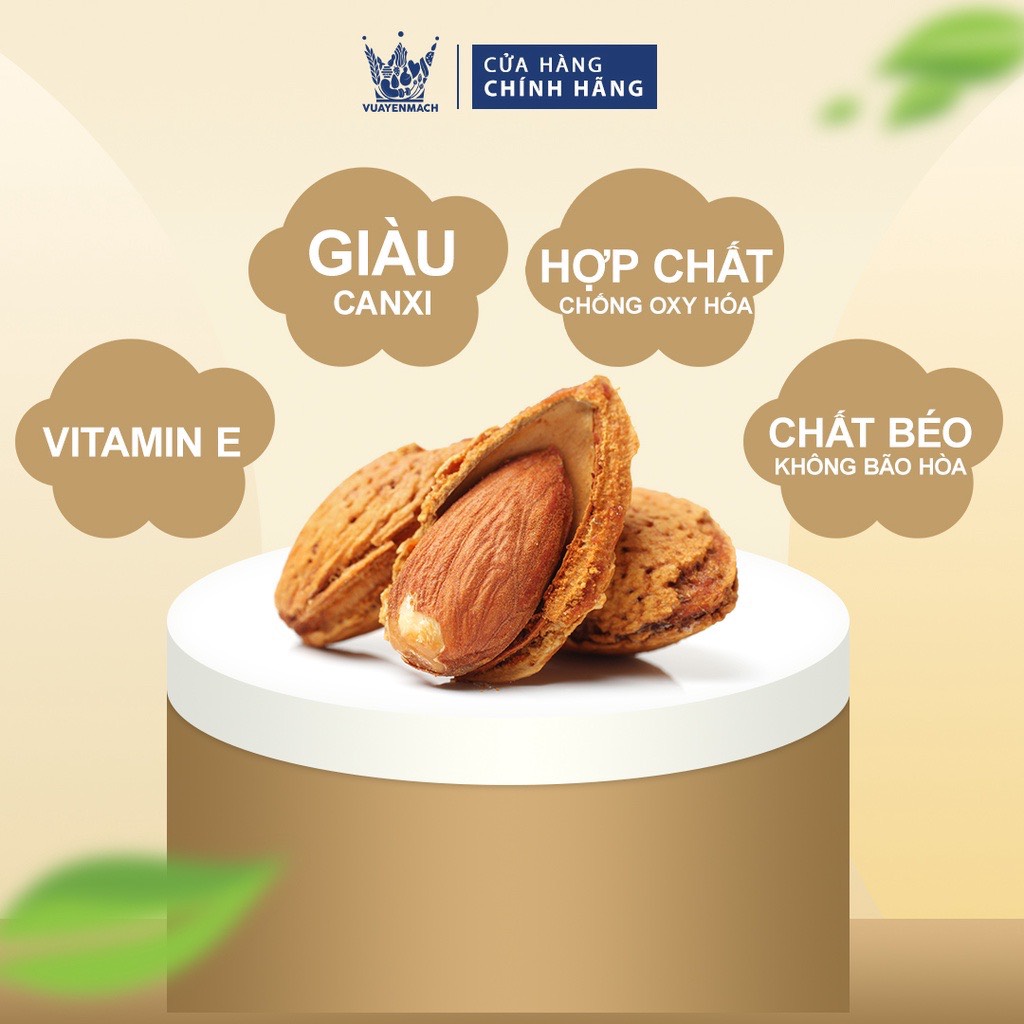 VUAYENMACH
CỬA HÀNG
CHÍNH HÃNG
GIÀU
CANXI
HỢP CHẤT
CHỐNG OXY HÓA
VITAMIN E
CHẤT BÉO
KHÔNG BÃO HÒA